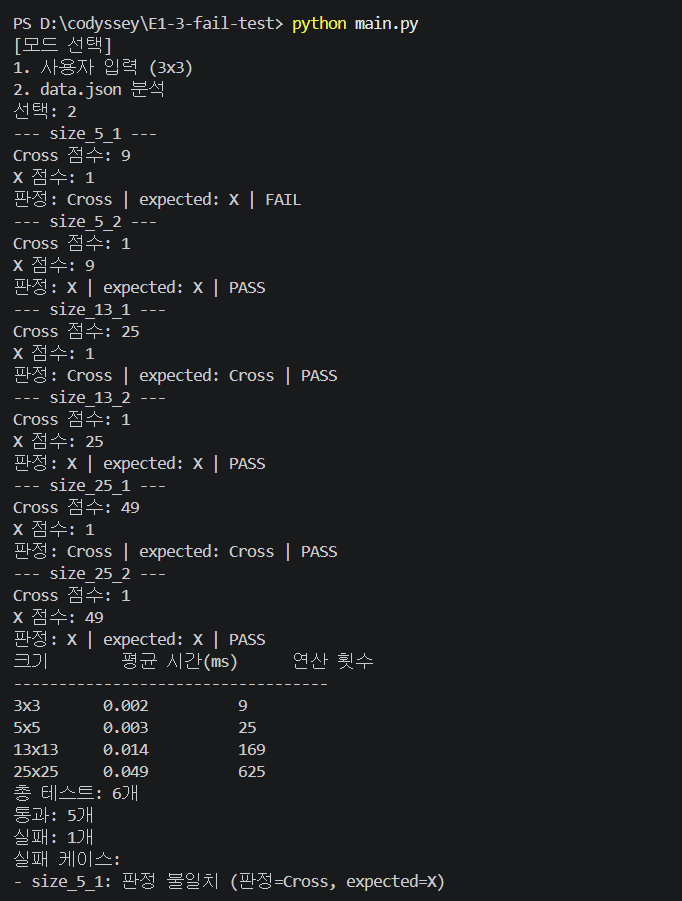 PS D:\codyssey\E1-3-fail-test> python main.py
[모드 선택]
1. 사용자 입력 (3x3)
2. data.json 분석
선택: 2
--- size_5_1 ---
Cross 점수: 9
X 점수: 1
판정: Cross | expected: X | FAIL
--- size_5_2 ---
Cross 점수: 1
X 점수: 9
판정: X | expected: X | PASS
--- size_13_1 ---
Cross 점수: 25
X 점수: 1
판정: Cross | expected: Cross | PASS
--- size_13_2 ---
Cross 점수: 1
X 점수: 25
판정: X | expected: X | PASS
--- size_25_1 ---
Cross 점수: 49
X 점수: 1
판정: Cross | expected: Cross | PASS
--- size_25_2 ---
Cross 점수: 1
X 점수: 49
판정: X | expected: X | PASS
크기 평균 시간(ms) 연산 횟수
-----------------------------------
3x3 0.002 9
5x5 0.003 25
13x13 0.014 169
25x25 0.049 625
총 테스트: 6개
통과: 5개
실패: 1개
실패 케이스:
- size_5_1: 판정 불일치 (판정=Cross, expected=X)